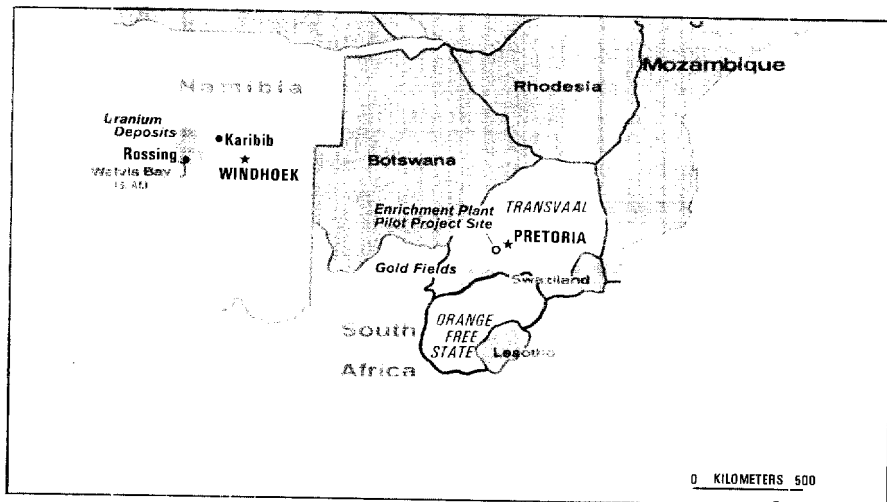 Mozambique
Namibia
Rhodesia
Uranium
Deposits
Karibib
Rossing
WINDHOEK
Walvis Bay
Botswana
TRANSVAAL
Enrichment Plant
Pilot Project Site
PRETORIA
Gold Fields
Swaziland
South
Africa
ORANGE
FREE
STATE
Lesotho
0 KILOMETERS 500